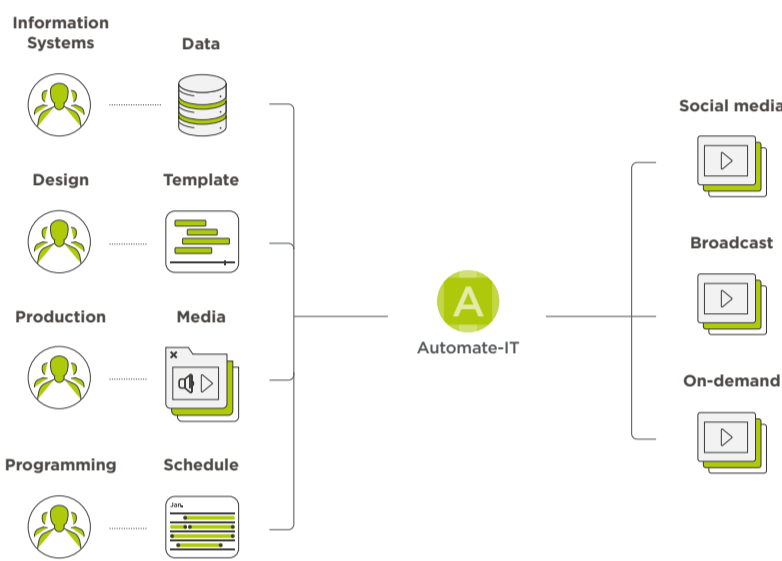 Information
Systems
Data
Design
Template
Production
Media
Programming
Schedule
Jan.
A
Automate-IT
Social media
Broadcast
On-demand